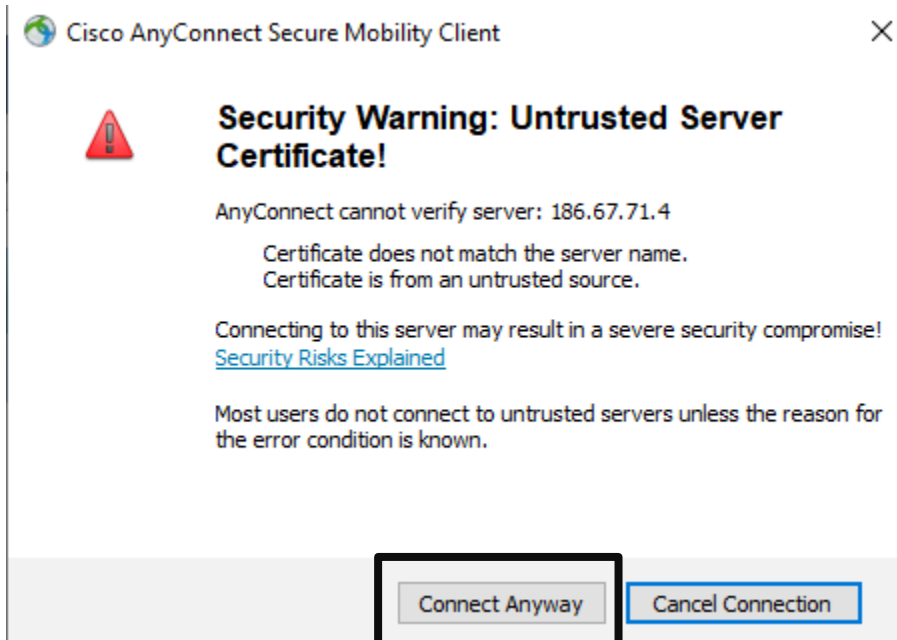 Cisco AnyConnect Secure Mobility Client
Security Warning: Untrusted Server
Certificate!
AnyConnect cannot verify server: 186.67.71.4
Certificate does not match the server name.
Certificate is from an untrusted source.
Connecting to this server may result in a severe security compromise!
Security Risks Explained
Most users do not connect to untrusted servers unless the reason for
the error condition is known.
Connect Anyway
Cancel Connection